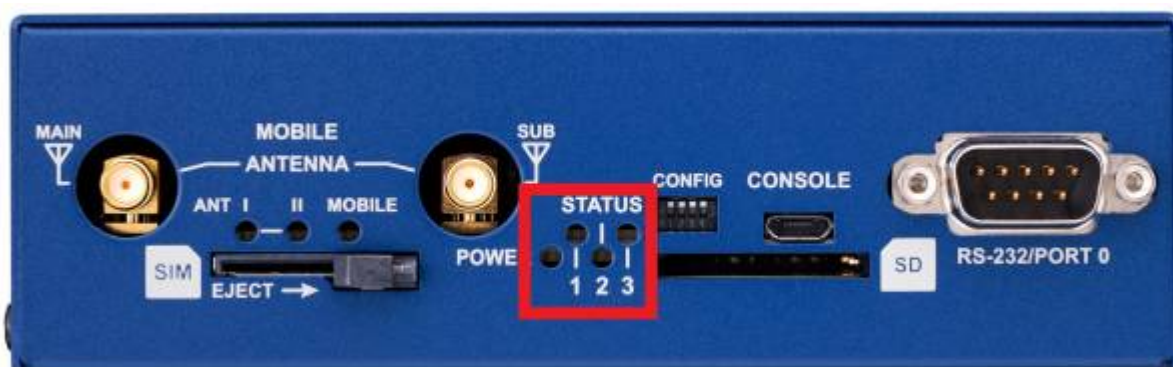 MAIN
MOBILE
SUB
ANTENNA
CONFIG
CONSOLE
ANT I II MOBILE
STATUS
SIM
POWER
SD
RS-232/PORT 0
EJECT
1 2 3